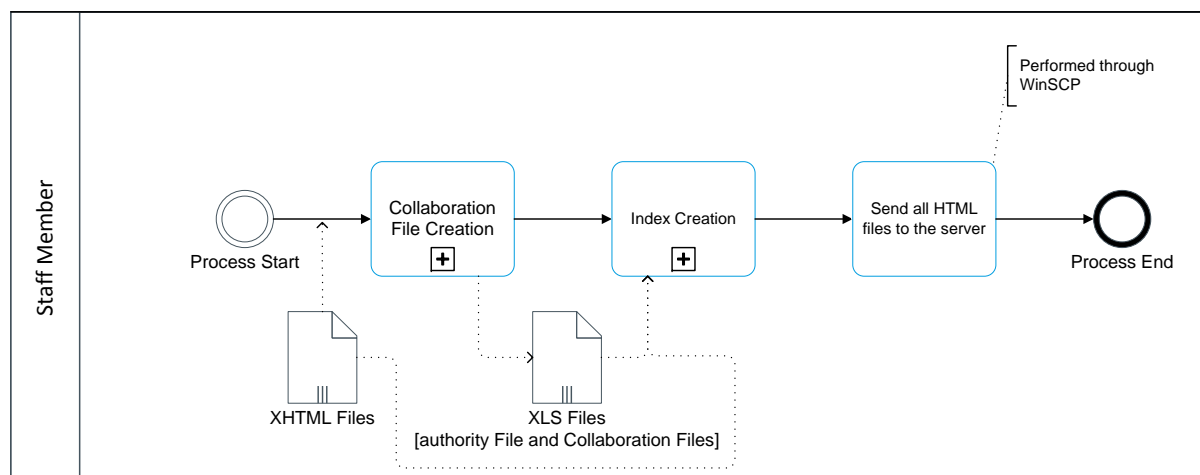 Staff Member
Performed through
WinSCP
Collaboration
File Creation
Index Creation
Send all HTML
files to the server
Process Start
Process End
XHTML Files
XLS Files
[authority File and Collaboration Files]